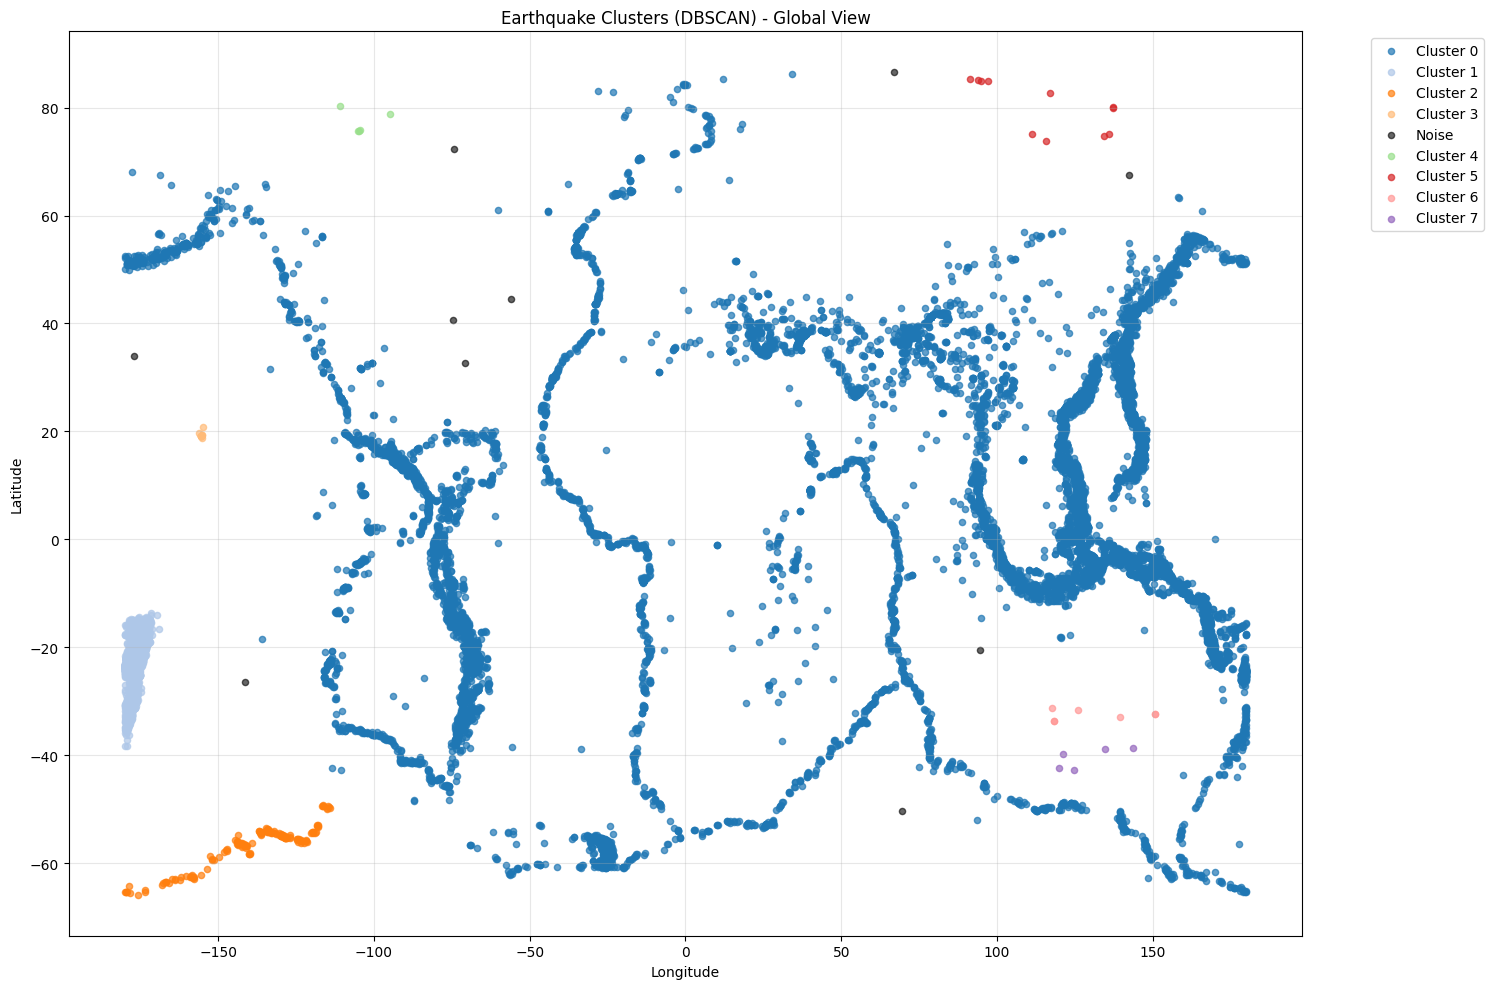 Earthquake Clusters (DBSCAN) - Global View
Cluster 0
Cluster 1
Cluster 2
Cluster 3
Noise
Cluster 4
Cluster 5
Cluster 6
Cluster 7
Latitude
80
60
40
20
0
−20
−40
−60
−150
−100
−50
0
50
100
150
Longitude